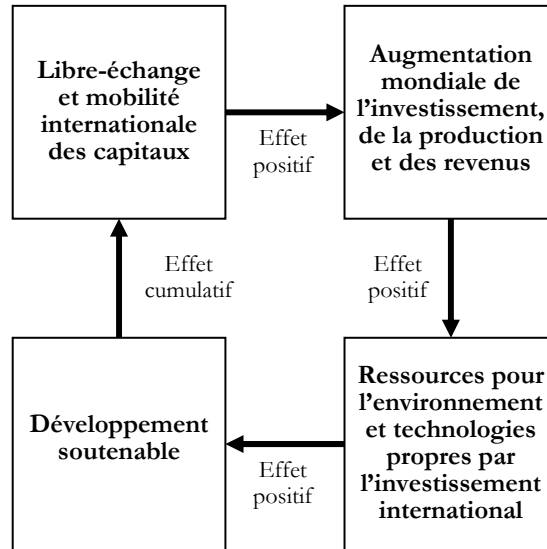 Libre-échange
et mobilité
internationale
des capitaux
Effet
positif
Augmentation
mondiale de
l’investissement,
de la production
et des revenus
Effet
cumulatif
Effet
positif
Développement
soutenable
Effet
positif
Ressources pour
l’environnement
et technologies
propres par
l’investissement
international